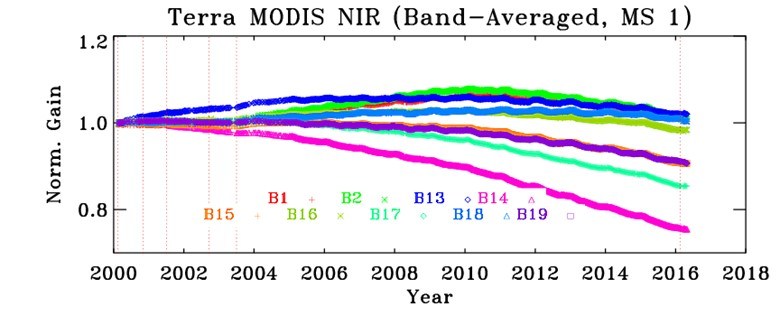 Terra MODIS NIR (Band-Averaged, MS 1)
1.2
1.0
0.8
Norm. Gain
B1 B2 B13 B14
B15 B16 B17 B18 B19
2000 2002 2004 2006 2008 2010 2012 2014 2016 2018
Year